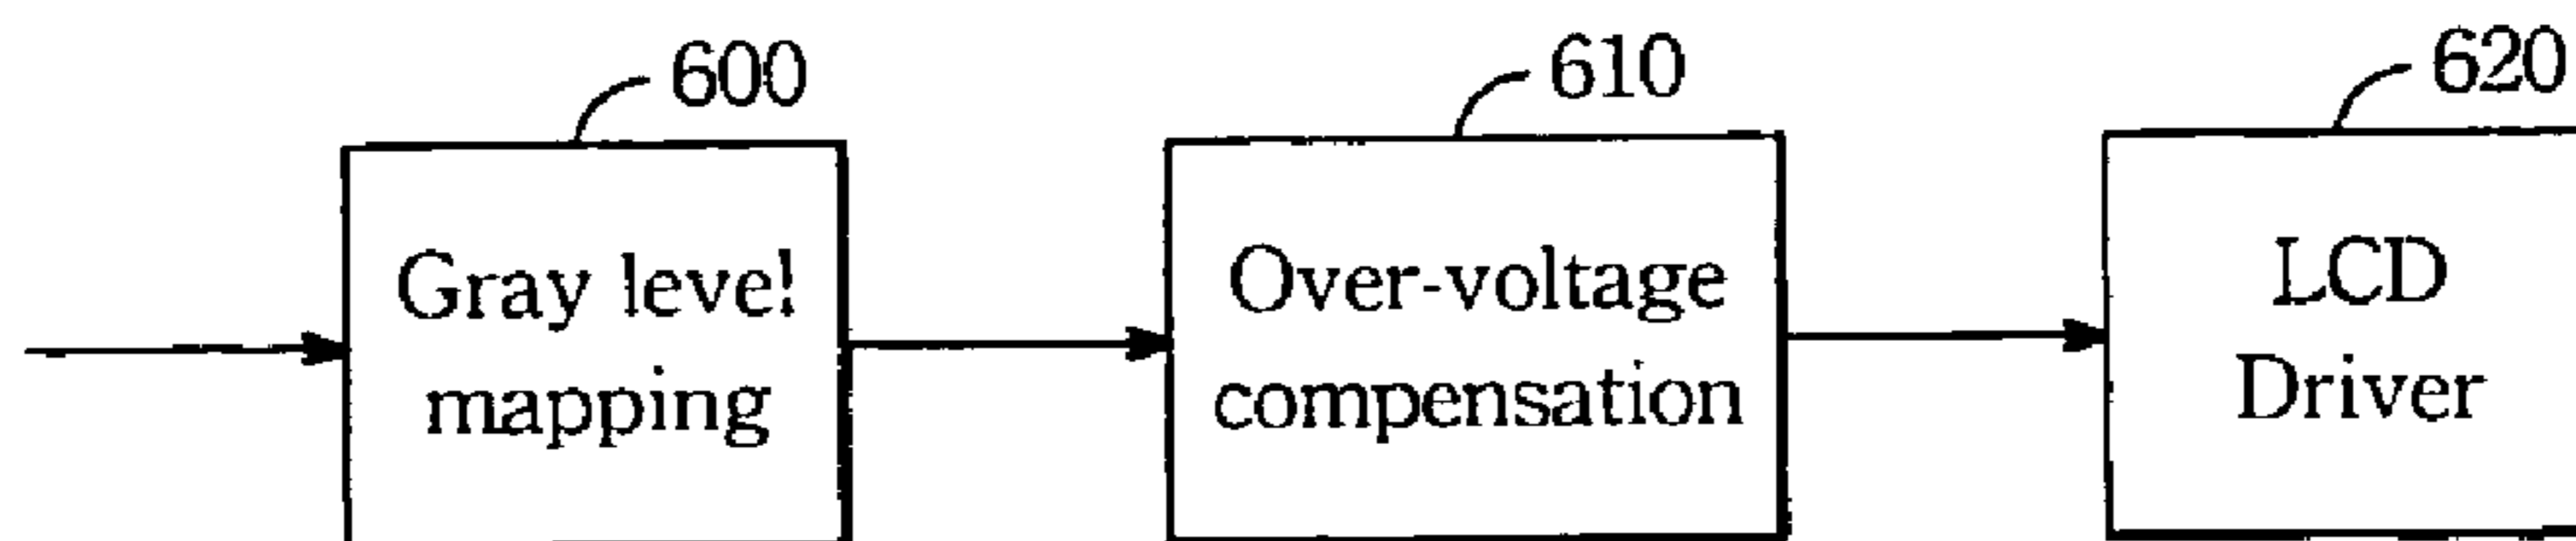 600
610
620
Gray level
mapping
Over-voltage
compensation
LCD
Driver